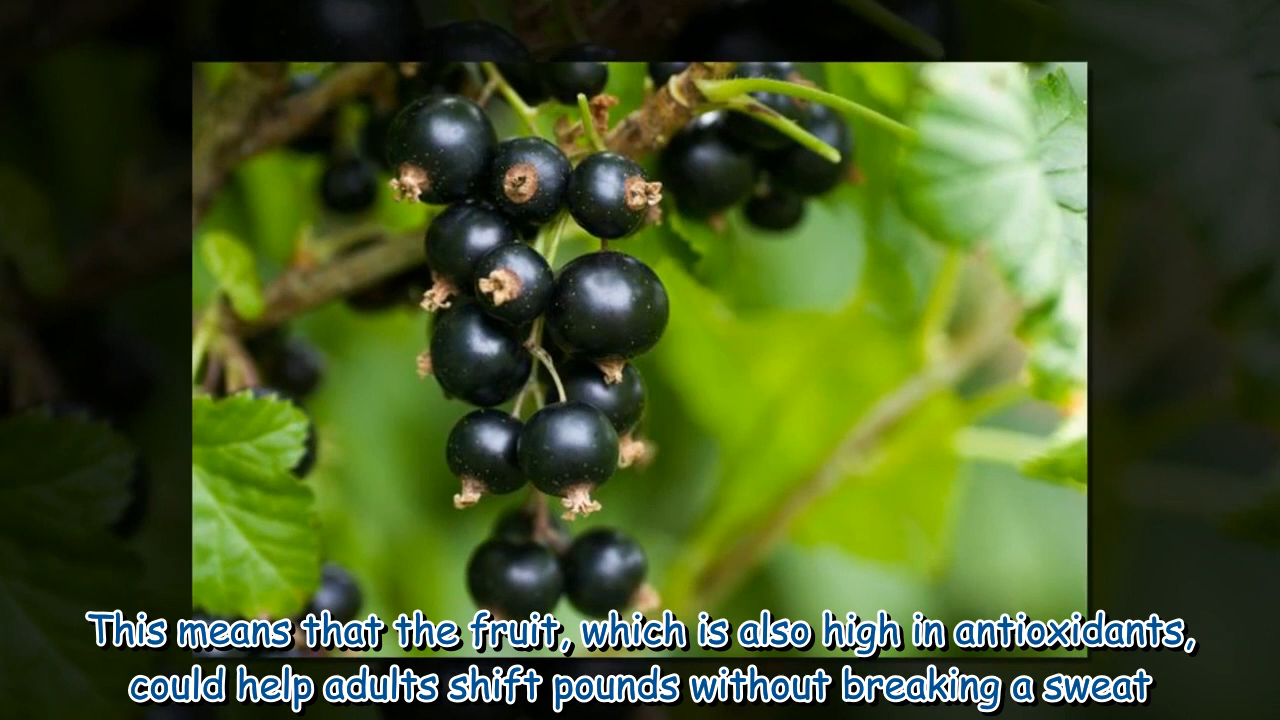 This means that the fruit, which is also high in antioxidants,
could help adults shift pounds without breaking a sweat